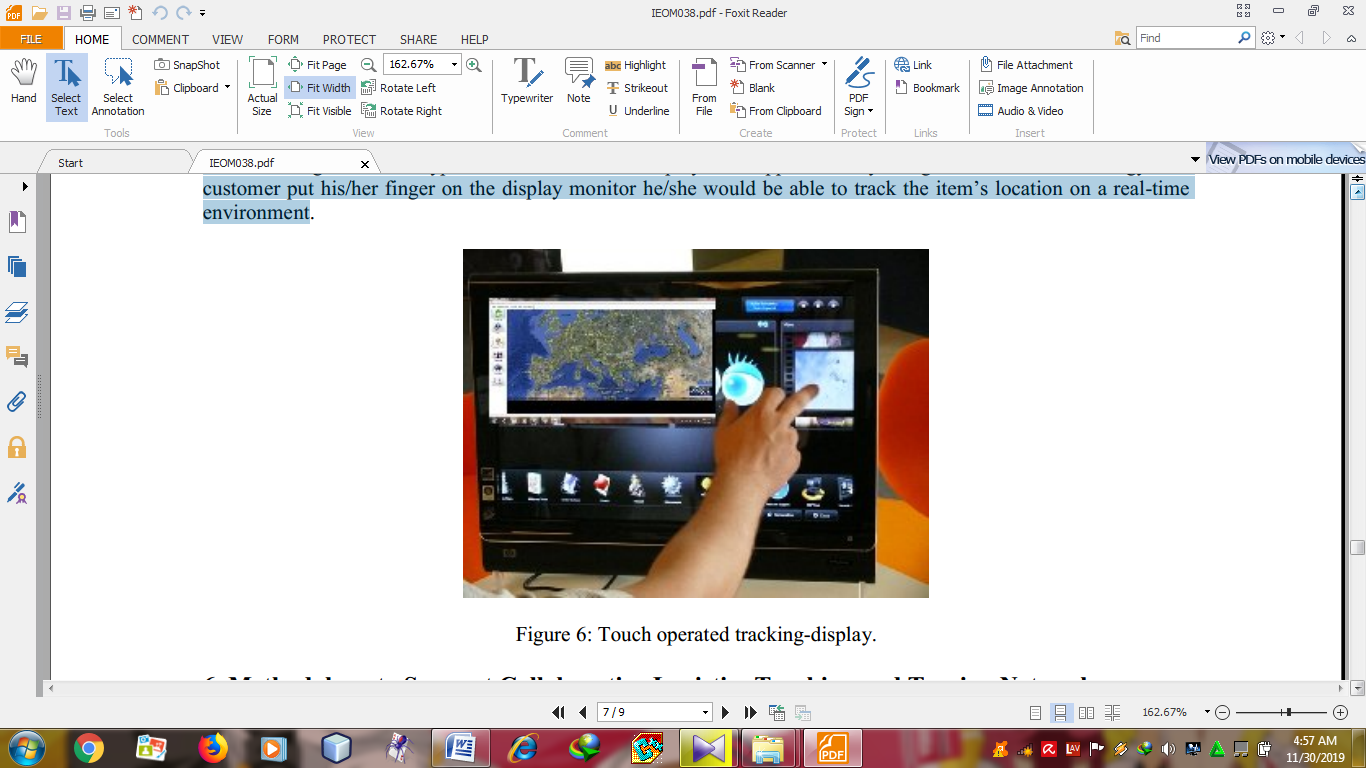 IEOM038.pdf - Foxit Reader
FILE HOME COMMENT VIEW FORM PROTECT SHARE HELP
Find
Hand
Select Text
Select Annotation
SnapShot
Clipboard
Tools
Actual Size
Fit Page
Fit Width
Fit Visible
162.67%
Rotate Left
Rotate Right
View
Typewriter
Note
Highlight
Strikeout
Underline
Comment
From File
From Scanner
Blank
From Clipboard
Create
PDF Sign
Protect
Link
Bookmark
Links
File Attachment
Image Annotation
Audio & Video
Insert
Start
IEOM038.pdf
View PDFs on mobile devices
customer put his/her finger on the display monitor he/she would be able to track the item's location on a real-time
environment.
Figure 6: Touch operated tracking-display.
7 / 9
162.67%
4:57 AM
11/30/2019